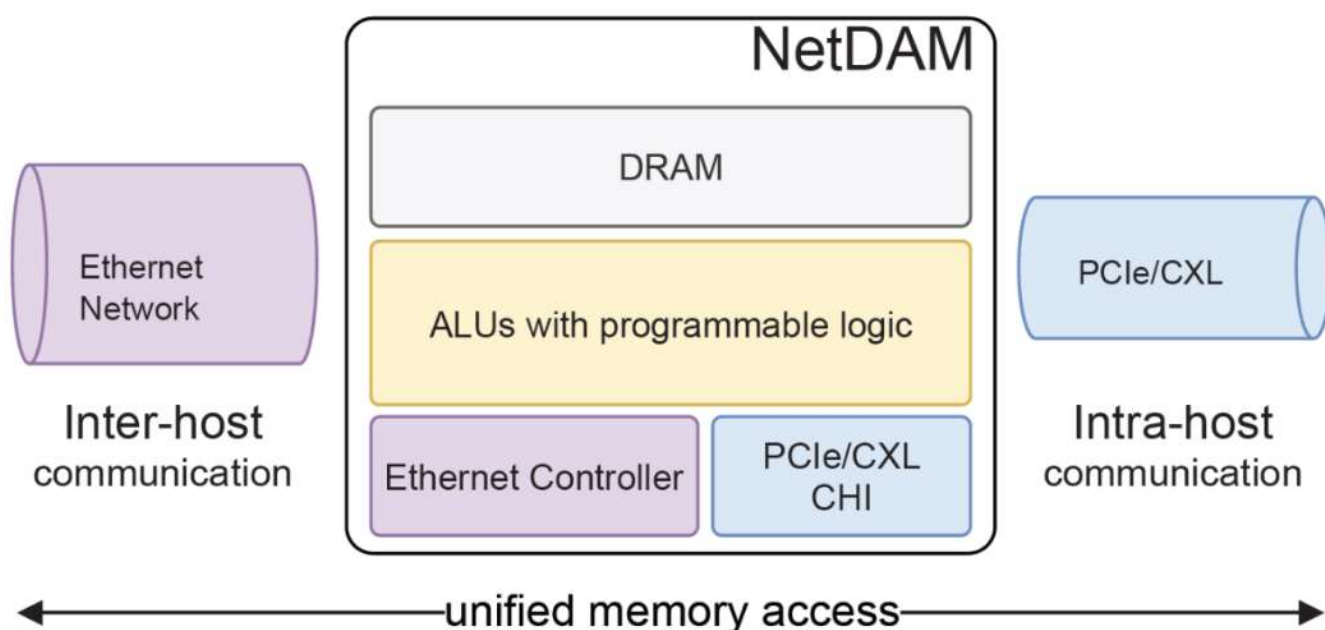 NetDAM
DRAM
Ethernet
Network
PCIe/CXL
ALUs with programmable logic
Inter-host
communication
Ethernet Controller
PCIe/CXL
CHI
Intra-host
communication
unified memory access